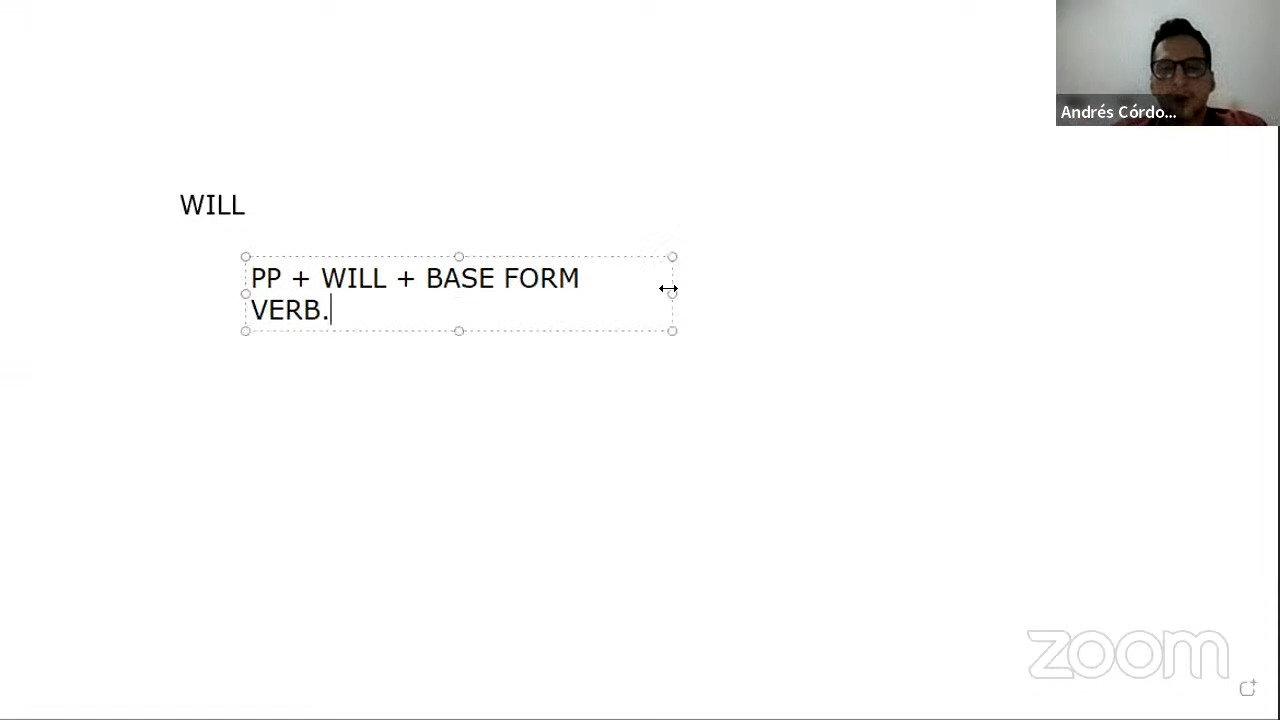 Andrés Córdo...
WILL
PP + WILL + BASE FORM
VERB.
zoom